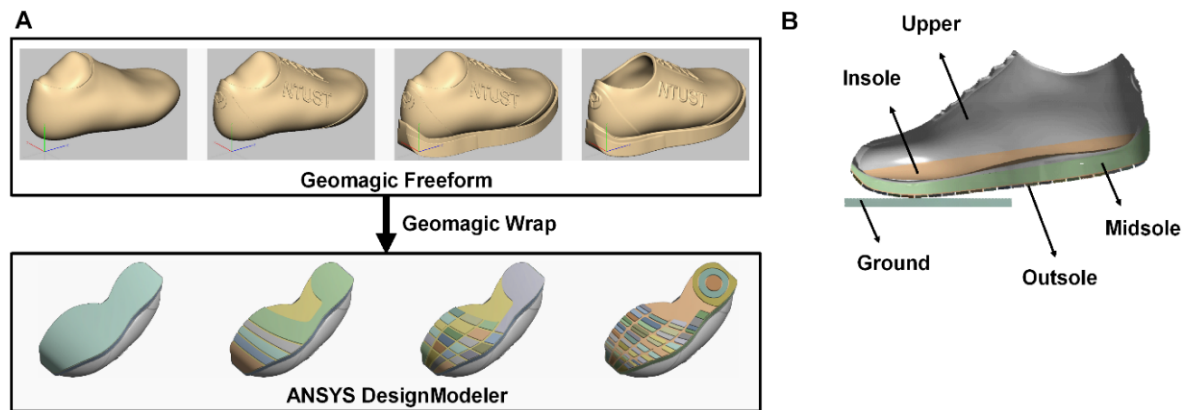 A
NTUST
NTUST
NTUST
Geomagic Freeform
Geomagic Wrap
ANSYS DesignModeler
B
Upper
Insole
Midsole
Ground
Outsole